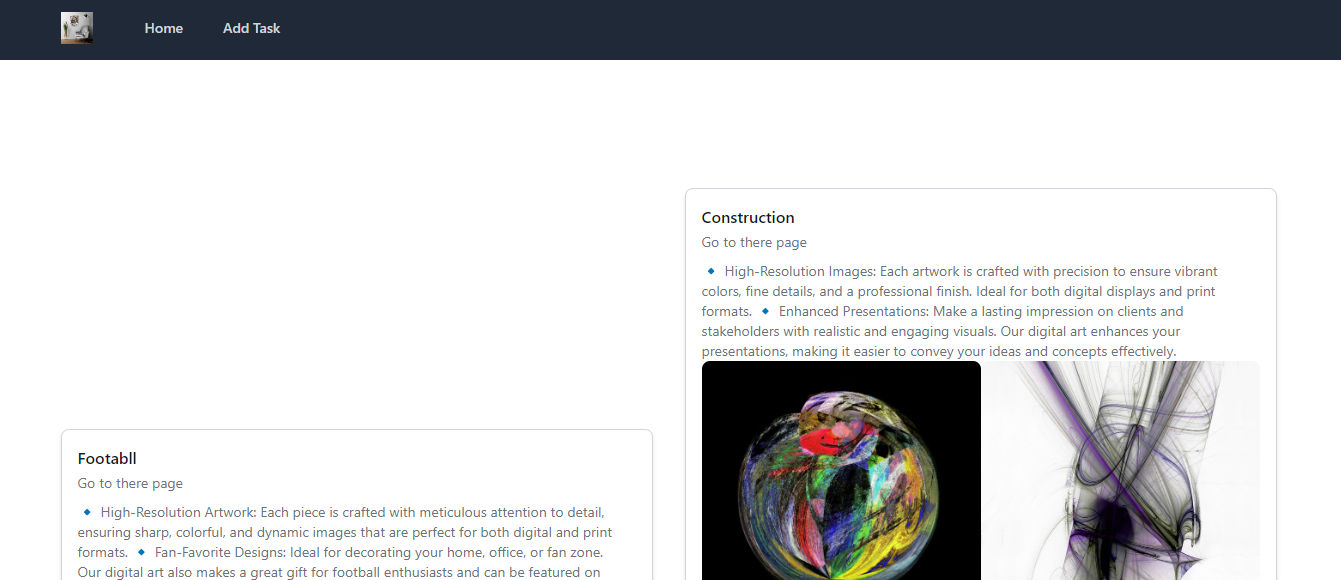 Home
Add Task
Construction
Go to there page
🔹 High-Resolution Images: Each artwork is crafted with precision to ensure vibrant
colors, fine details, and a professional finish. Ideal for both digital displays and print
formats. 🔹 Enhanced Presentations: Make a lasting impression on clients and
stakeholders with realistic and engaging visuals. Our digital art enhances your
presentations, making it easier to convey your ideas and concepts effectively.
Footabll
Go to there page
🔹 High-Resolution Artwork: Each piece is crafted with meticulous attention to detail,
ensuring sharp, colorful, and dynamic images that are perfect for both digital and print
formats. 🔹 Fan-Favorite Designs: Ideal for decorating your home, office, or fan zone.
Our digital art also makes a great gift for football enthusiasts and can be featured on